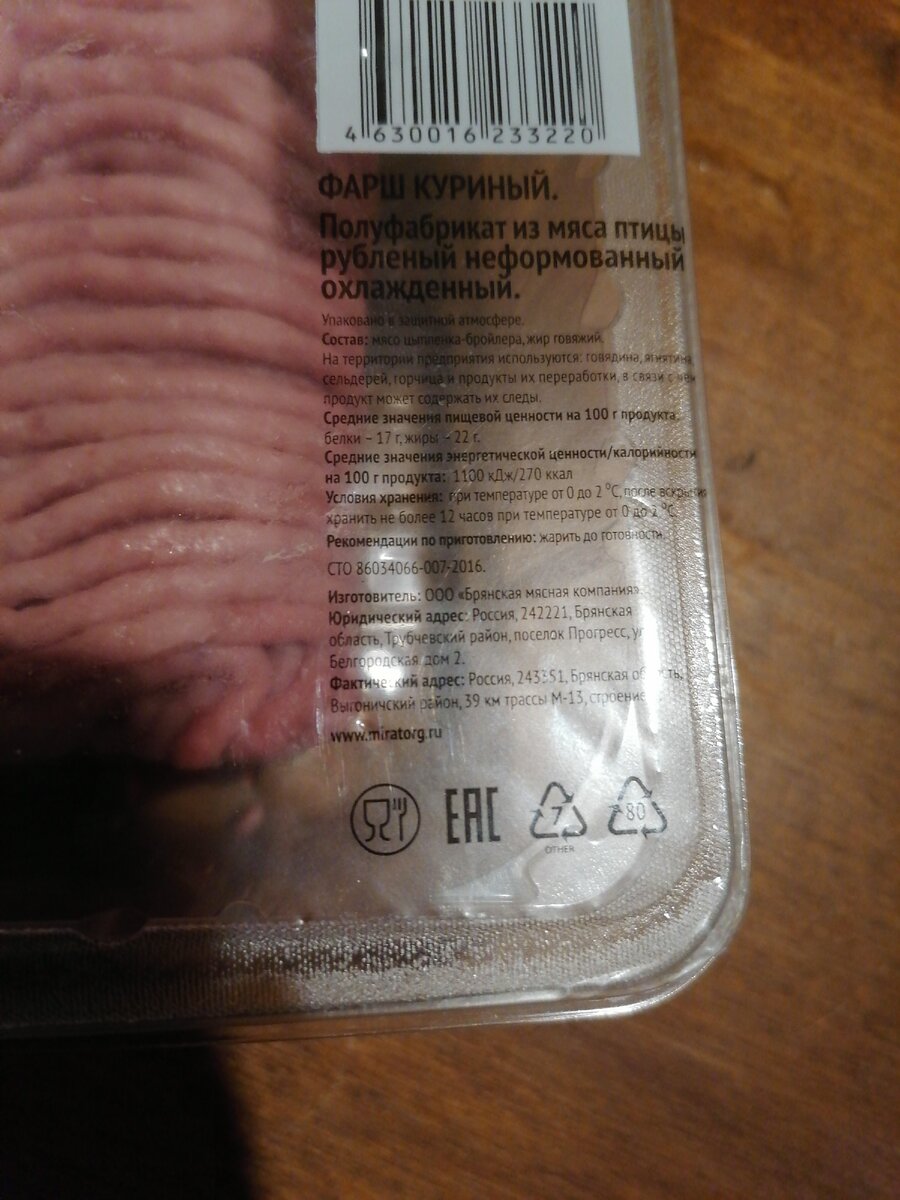 4 630016 233220
ФАРШ КУРИНЫЙ.
Полуфабрикат из мяса птицы
рубленый неформованный
охлажденный.
Упаковано в защитной атмосфере.
Состав: мясо цыпленка-бройлера, жир говяжий.
На территории предприятия используются: говядина, ягнятина,
сельдерей, горчица и продукты их переработки, в связи с чем
продукт может содержать их следы.
Средние значения пищевой ценности на 100 г продукта:
белки – 17 г, жиры – 22 г.
Средние значения энергетической ценности/калорийности
на 100 г продукта: 1100 кДж/270 ккал
Условия хранения: при температуре от 0 до 2 °С, после вскрытия
хранить не более 12 часов при температуре от 0 до 2 °С.
Рекомендации по приготовлению: жарить до готовности.
СТО 86034066-007-2016.
Изготовитель: ООО «Брянская мясная компания».
Юридический адрес: Россия, 242221, Брянская
область, Трубчевский район, поселок Прогресс, ул
Белгородская, дом 2.
Фактический адрес: Россия, Брянская область,
Выгоничский район, 39 км трассы М-13, строение
www.miratorg.ru
EAC 7 80
OTHER